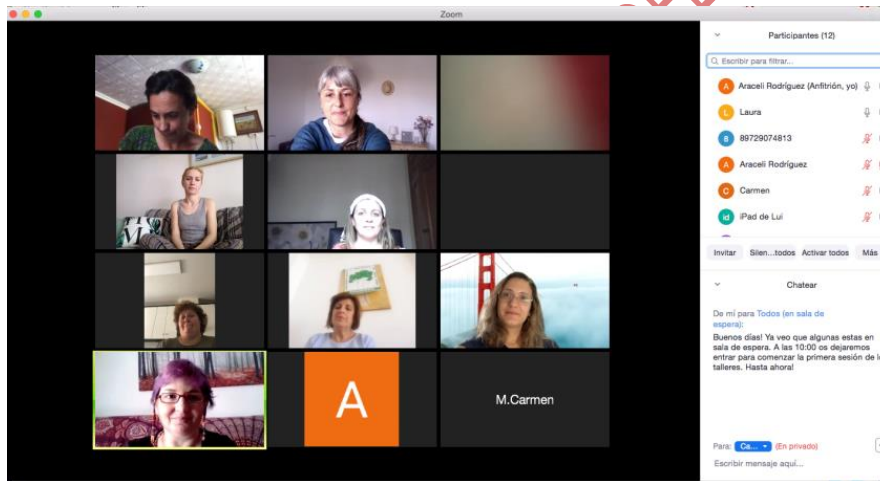 Zoom
Participantes (12)
Escribir para filtrar...
A Araceli Rodríguez (Anfitrión, yo)
L Laura
8 89729074813
A Araceli Rodríguez
C Carmen
id iPad de Lui
Invitar Silen...todos Activar todos Más
Chatear
De mí para Todos (en sala de
espera):
Buenos días! Ya veo que algunas estas en
sala de espera. A las 10:00 os dejaremos
entrar para comenzar la primera sesión de l
talleres. Hasta ahora!
A
M.Carmen
Para: Ca... (En privado)
Escribir mensaje aquí...